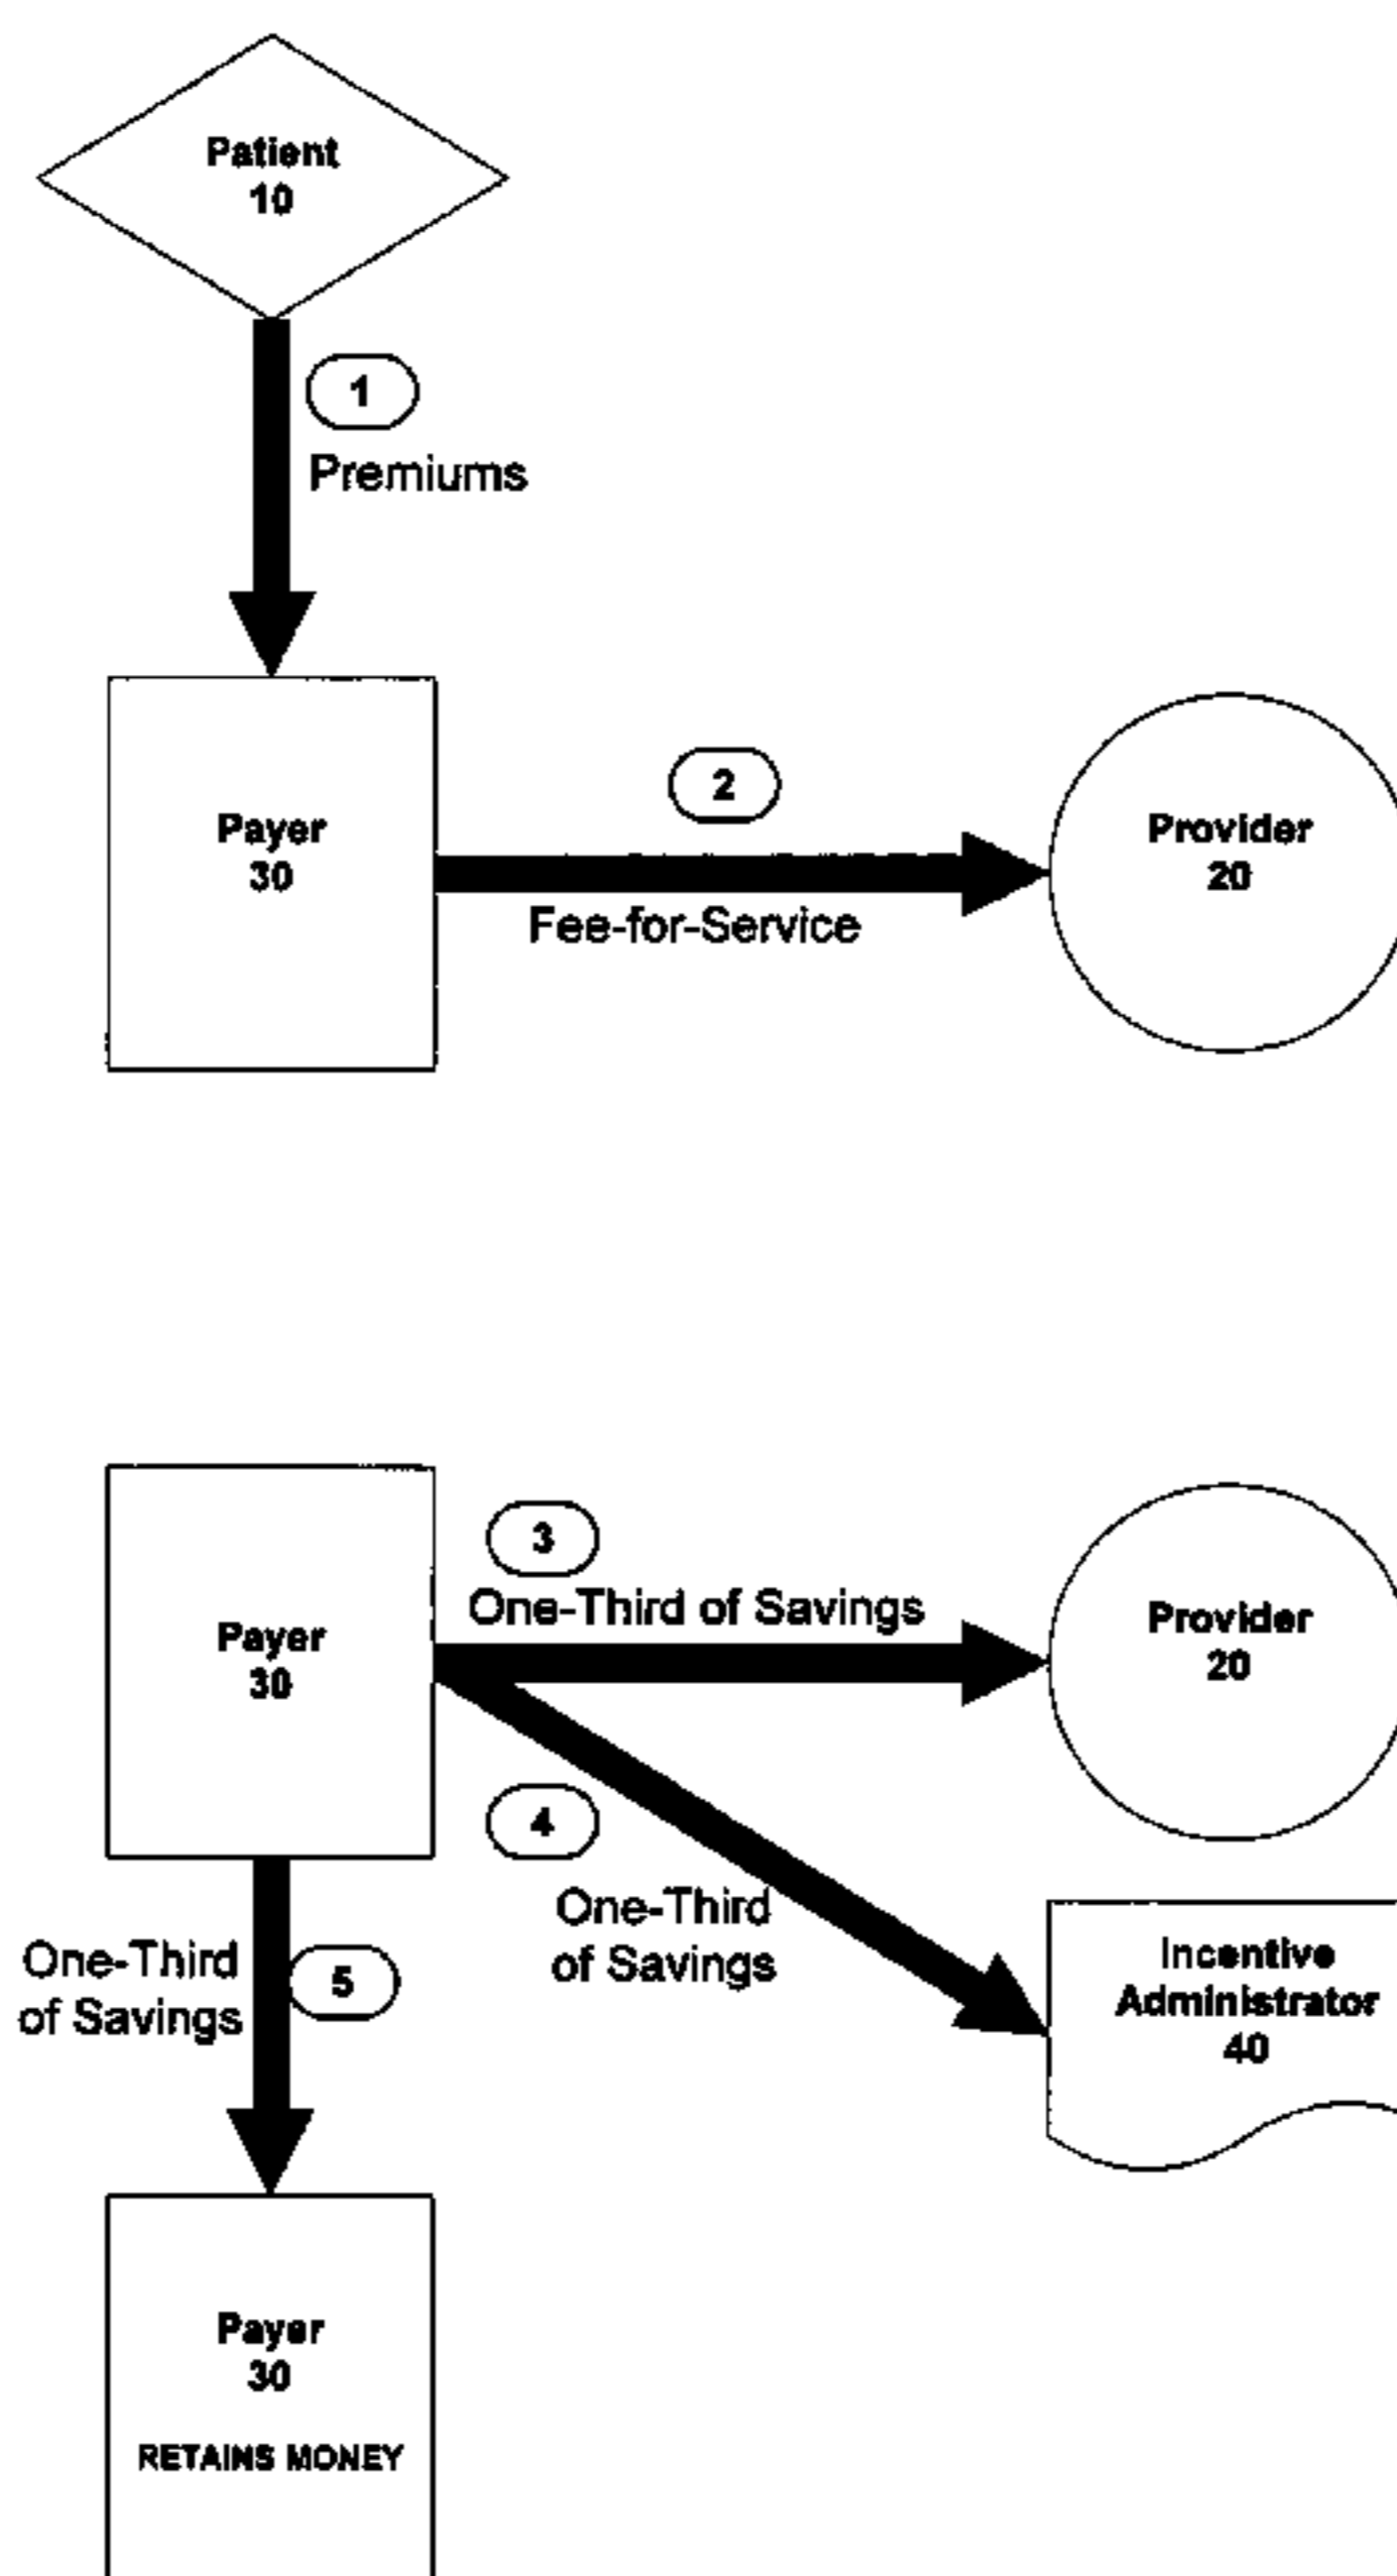 Patient
10
1
Premiums
Payer
30
2
Fee-for-Service
Provider
20
Payer
30
3
One-Third of Savings
Provider
20
4
One-Third
of Savings
Incentive
Administrator
40
One-Third
of Savings
5
Payer
30
RETAINS MONEY